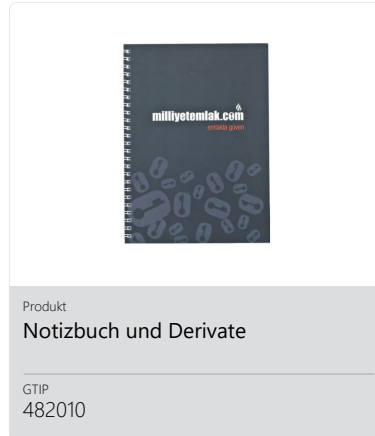 milliyetemlak.com
emlakta güven
Produkt
Notizbuch und Derivate
GTIP
482010